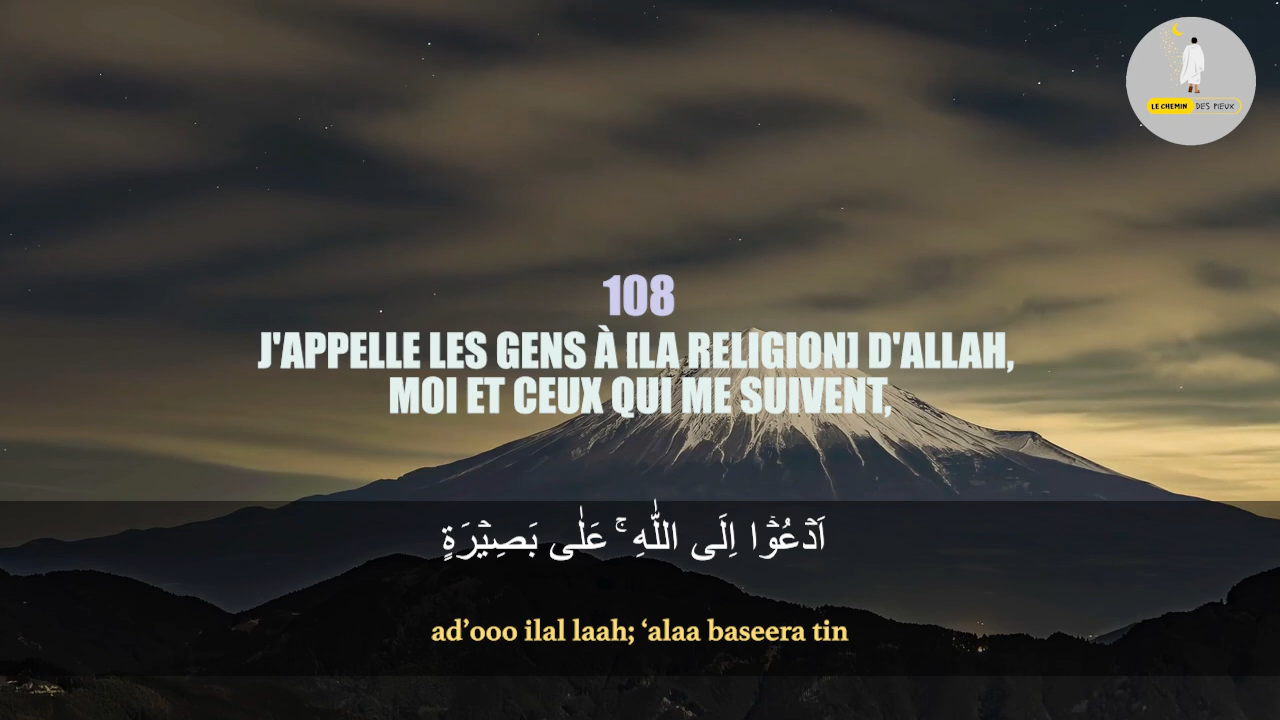 LE CHEMIN DES PIEUX
108
J'APPELLE LES GENS À [LA RELIGION] D'ALLAH,
MOI ET CEUX QUI ME SUIVENT,
اَدۡعُوۡۤا اِلَى اللّٰهِ ‌ۚ عَلٰى بَصِيۡرَةٍ
ad’ooo ilal laah; ‘alaa baseera tin